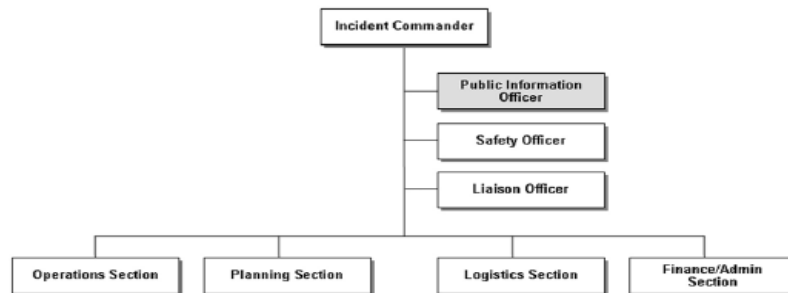 Incident Commander
Public Information
Officer
Safety Officer
Liaison Officer
Operations Section
Planning Section
Logistics Section
Finance/Admin
Section